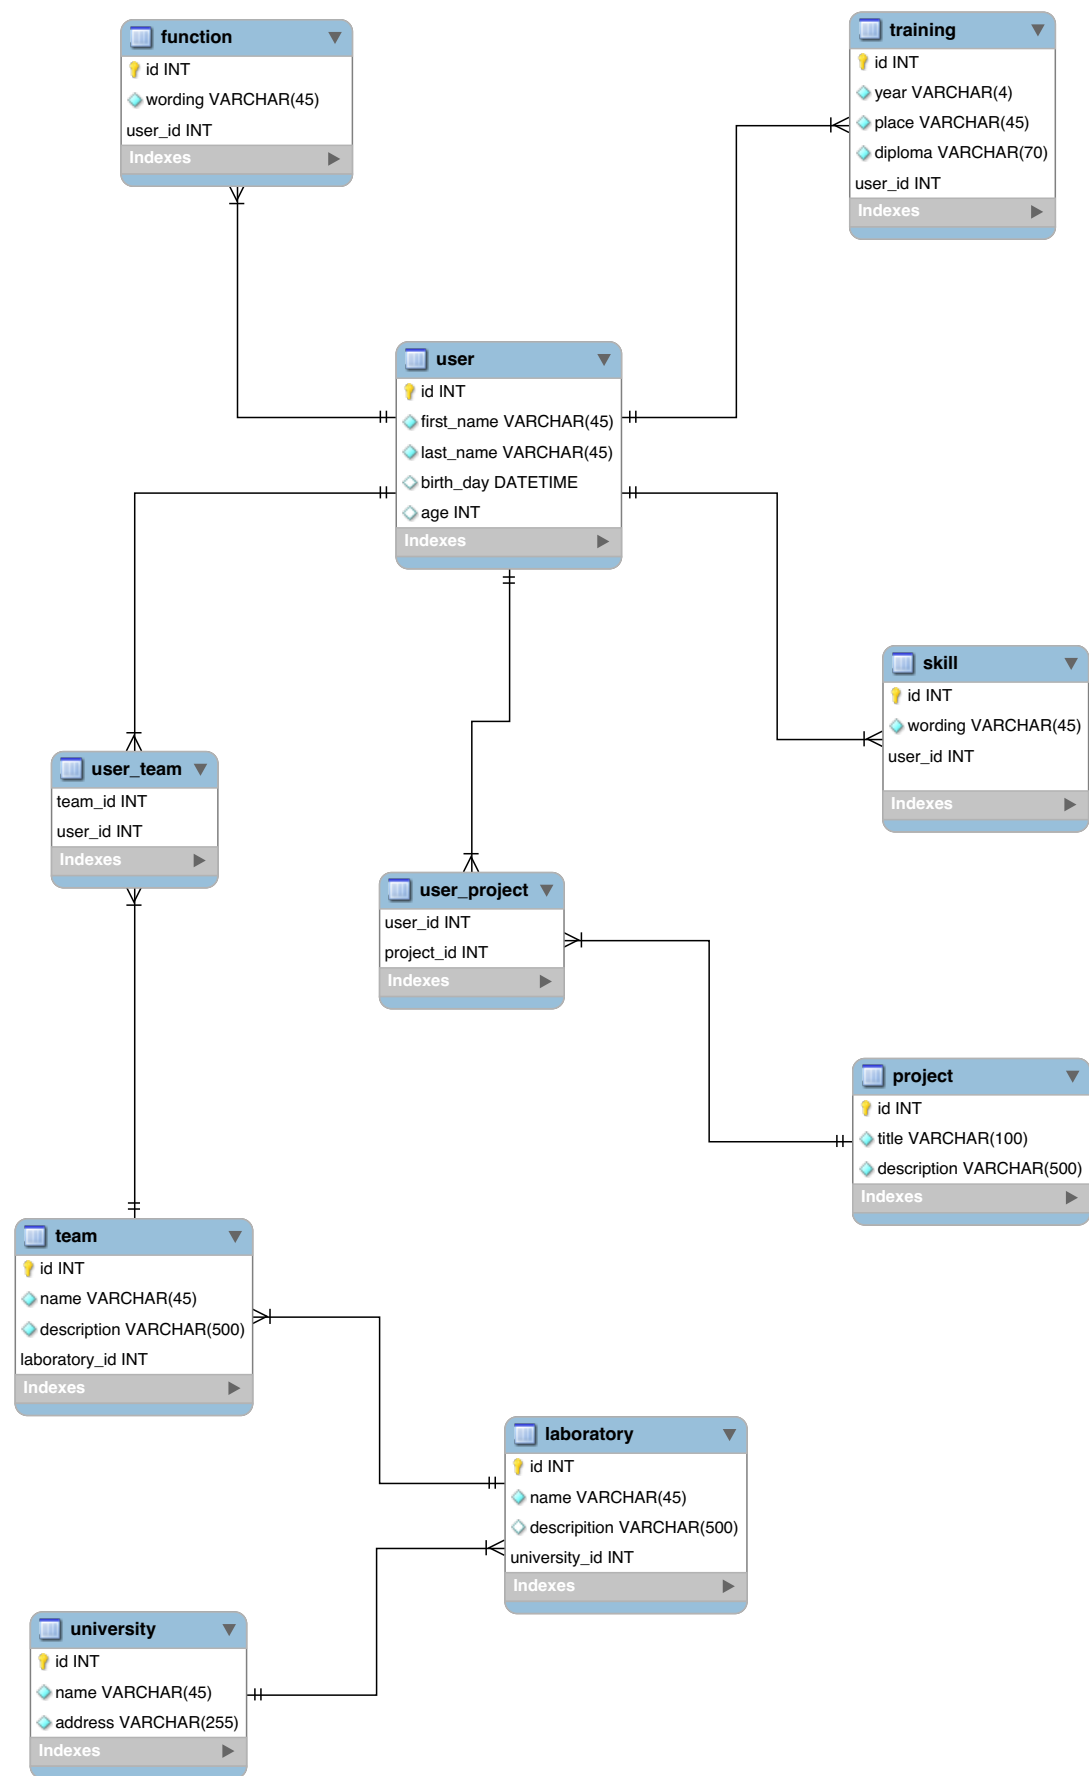 function
id INT
wording VARCHAR(45)
user_id INT
Indexes
training
id INT
year VARCHAR(4)
place VARCHAR(45)
diploma VARCHAR(70)
user_id INT
Indexes
user
id INT
first_name VARCHAR(45)
last_name VARCHAR(45)
birth_day DATETIME
age INT
Indexes
skill
id INT
wording VARCHAR(45)
user_id INT
Indexes
user_team
team_id INT
user_id INT
Indexes
user_project
user_id INT
project_id INT
Indexes
project
id INT
title VARCHAR(100)
description VARCHAR(500)
Indexes
team
id INT
name VARCHAR(45)
description VARCHAR(500)
laboratory_id INT
Indexes
laboratory
id INT
name VARCHAR(45)
descripition VARCHAR(500)
university_id INT
Indexes
university
id INT
name VARCHAR(45)
address VARCHAR(255)
Indexes